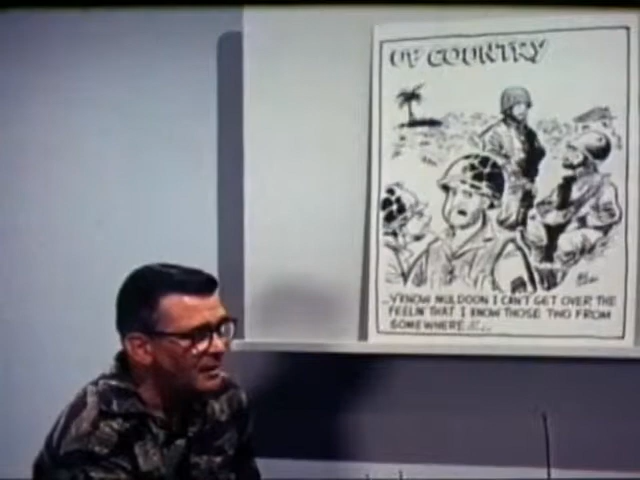 UP COUNTRY
...Y'KNOW MULDOON I CAN'T GET OVER THE
FEELIN' THAT I KNOW THOSE TWO FROM
SOMEWHERE